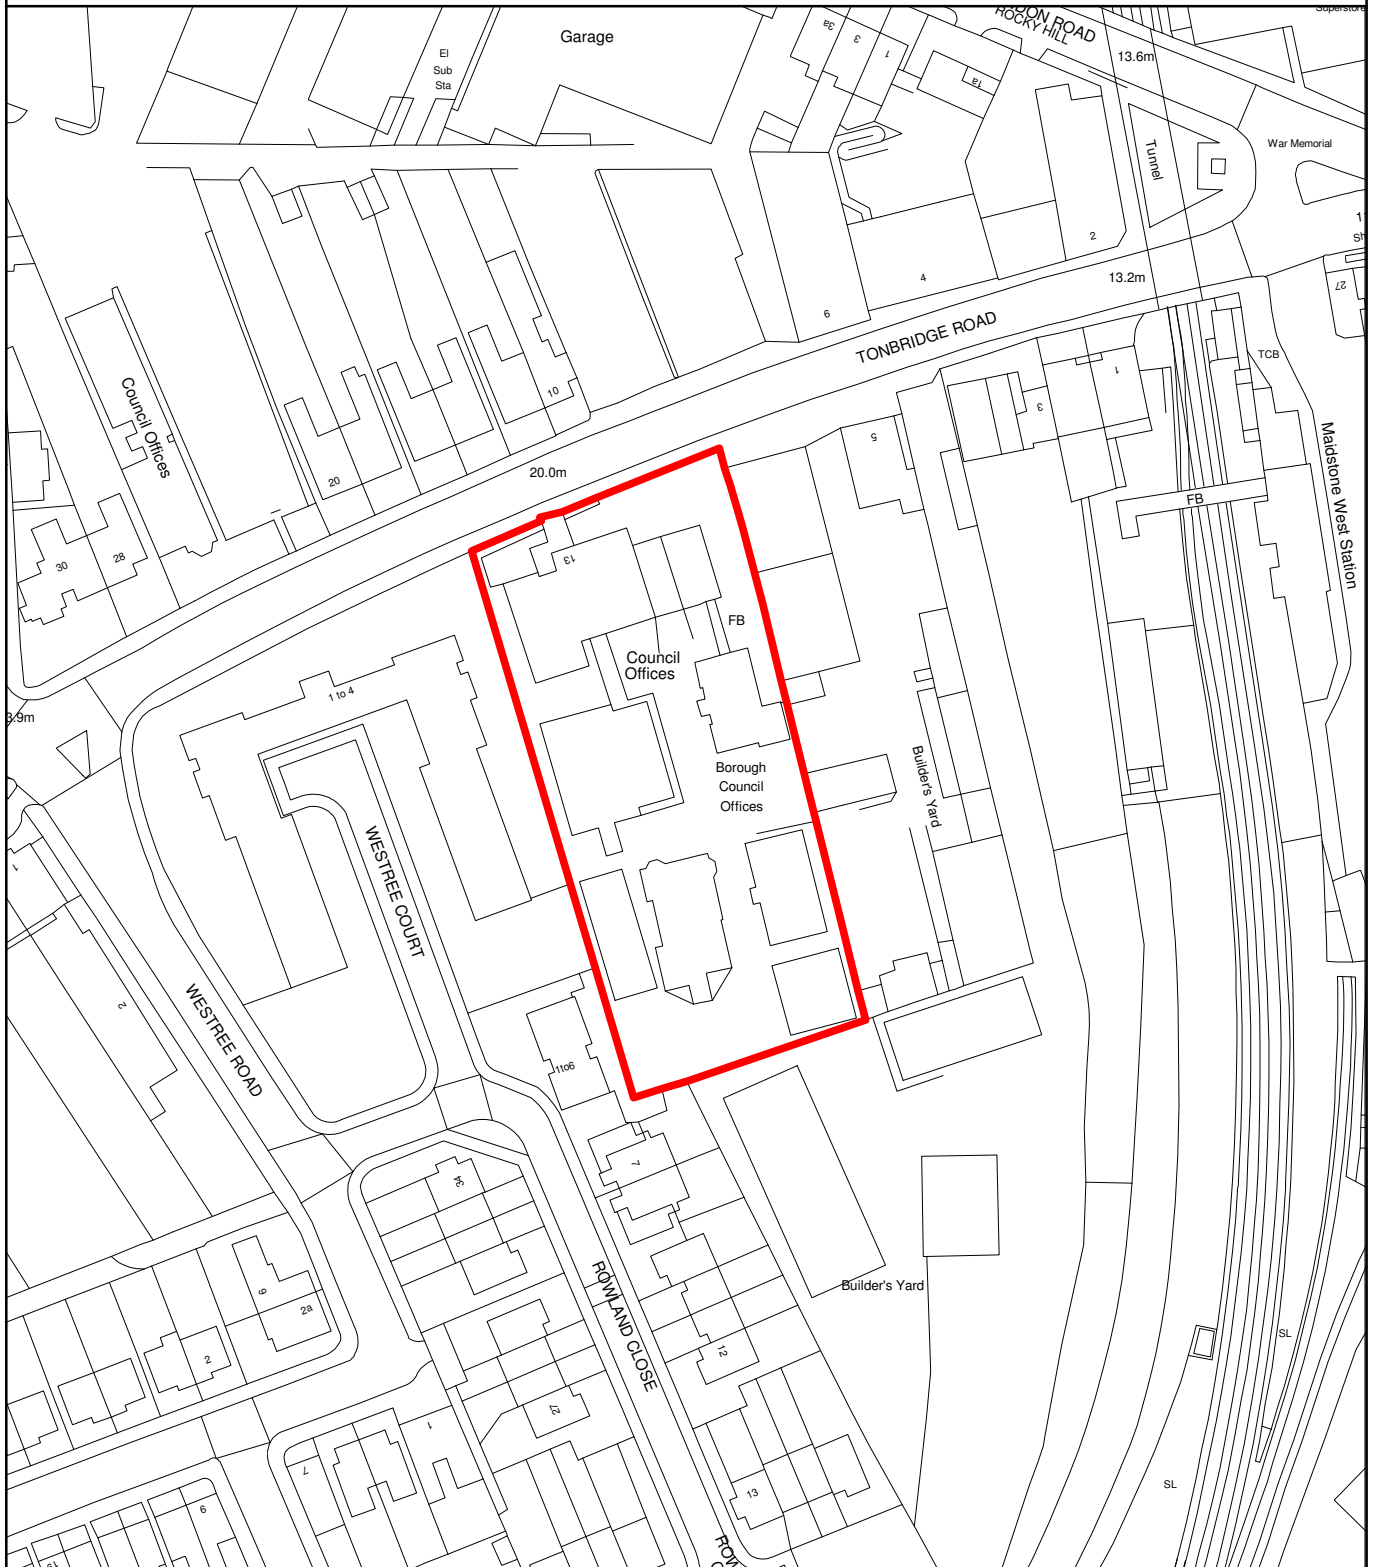 Superstore
DON ROAD
ROCKY HILL
Garage
3a
3
1
1a
13.6m
El
Sub
Sta
War Memorial
Tunnel
2
4
6
13.2m
27
TONBRIDGE ROAD
TCB
Council Offices
10
20
20.0m
1
3
5
Maidstone West Station
FB
30
28
13
FB
Council
Offices
1 to 4
3.9m
Borough
Council
Offices
Builder's Yard
WESTREE COURT
1
2
WESTREE ROAD
1to6
7
34
ROWLAND CLOSE
Builder's Yard
9
2a
2
12
SL
27
1
7
13
SL
9